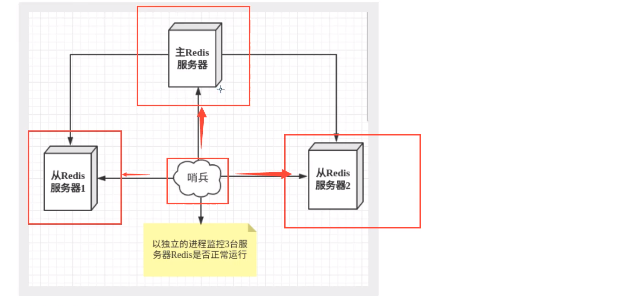 主Redis
服务器
从Redis
服务器1
哨兵
从Redis
服务器2
以独立的进程监控3台服
务器Redis是否正常运行